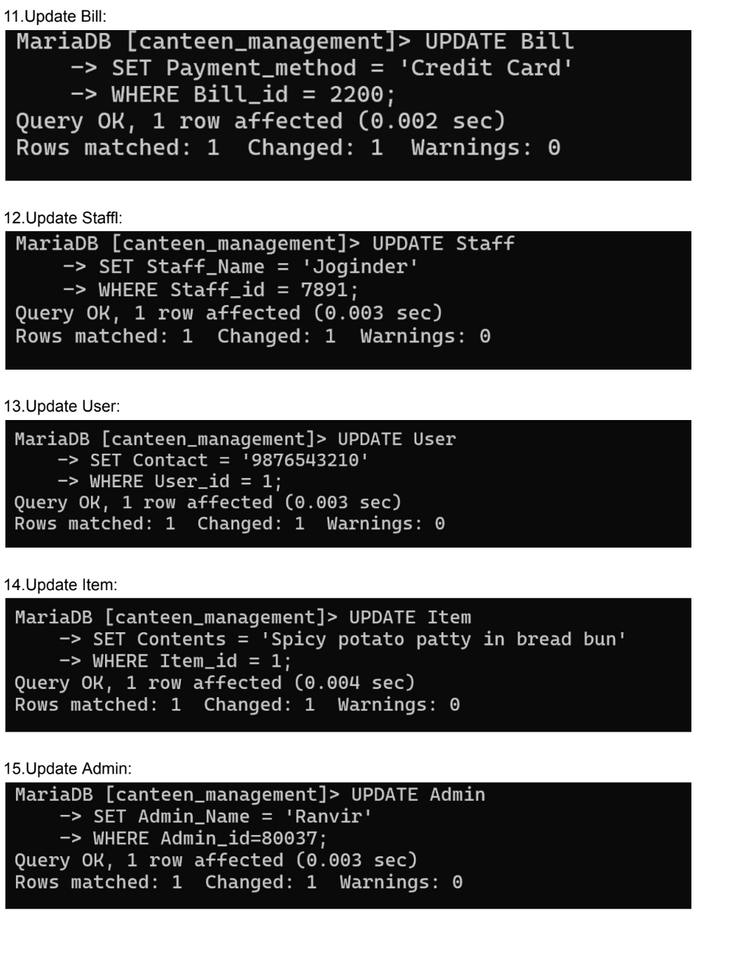 11.Update Bill:
MariaDB [canteen_management]> UPDATE Bill
-> SET Payment_method = 'Credit Card'
-> WHERE Bill_id = 2200;
Query OK, 1 row affected (0.002 sec)
Rows matched: 1  Changed: 1  Warnings: 0
12.Update Staffl:
MariaDB [canteen_management]> UPDATE Staff
-> SET Staff_Name = 'Joginder'
-> WHERE Staff_id = 7891;
Query OK, 1 row affected (0.003 sec)
Rows matched: 1  Changed: 1  Warnings: 0
13.Update User:
MariaDB [canteen_management]> UPDATE User
-> SET Contact = '9876543210'
-> WHERE User_id = 1;
Query OK, 1 row affected (0.003 sec)
Rows matched: 1  Changed: 1  Warnings: 0
14.Update Item:
MariaDB [canteen_management]> UPDATE Item
-> SET Contents = 'Spicy potato patty in bread bun'
-> WHERE Item_id = 1;
Query OK, 1 row affected (0.004 sec)
Rows matched: 1  Changed: 1  Warnings: 0
15.Update Admin:
MariaDB [canteen_management]> UPDATE Admin
-> SET Admin_Name = 'Ranvir'
-> WHERE Admin_id=80037;
Query OK, 1 row affected (0.003 sec)
Rows matched: 1  Changed: 1  Warnings: 0